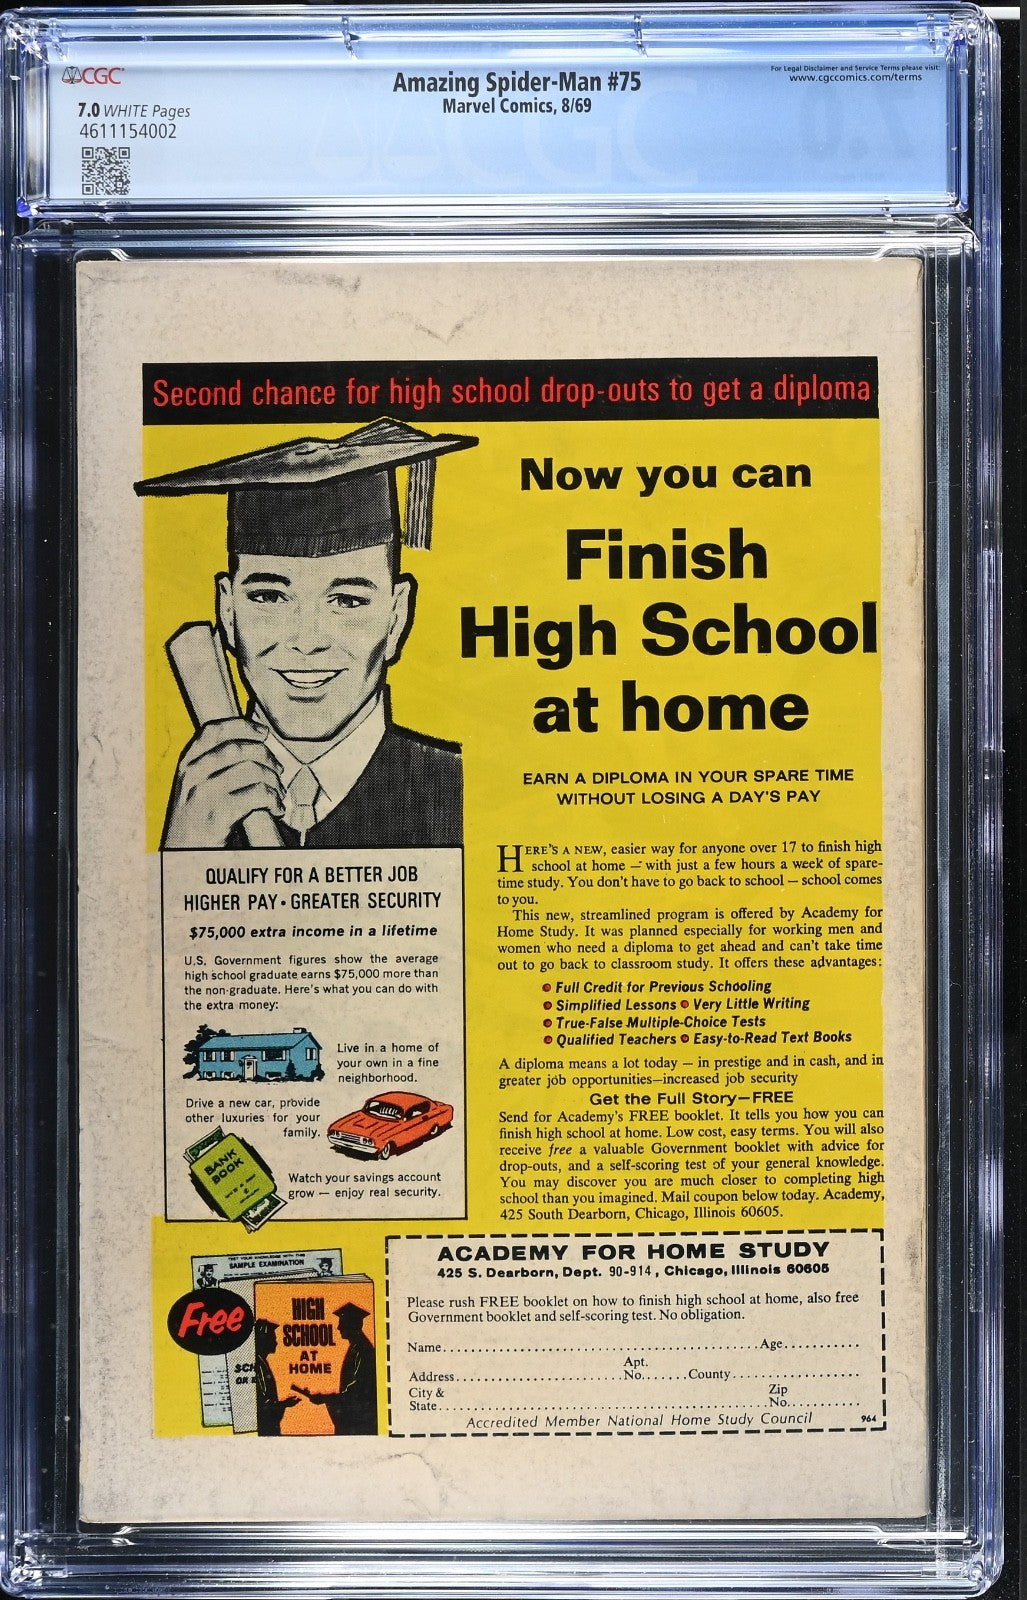 CGC
Amazing Spider-Man #75
For Legal Disclaimer and Service Terms please visit:
www.cgccomics.com/terms
7.0 WHITE Pages
Marvel Comics, 8/69
4611154002
Second chance for high school drop-outs to get a diploma
Now you can
Finish
High School
at home
EARN A DIPLOMA IN YOUR SPARE TIME
WITHOUT LOSING A DAY'S PAY
QUALIFY FOR A BETTER JOB
HIGHER PAY • GREATER SECURITY
$75,000 extra income in a lifetime
U.S. Government figures show the average
high school graduate earns $75,000 more than
the non-graduate. Here's what you can do with
the extra money:
Live in a home of
your own in a fine
neighborhood.
Drive a new car, provide
other luxuries for your
family.
BANK
BOOK
Watch your savings account
grow — enjoy real security.
HERE'S A NEW, easier way for anyone over 17 to finish high
school at home — with just a few hours a week of spare-
time study. You don't have to go back to school — school comes
to you.
This new, streamlined program is offered by Academy for
Home Study. It was planned especially for working men and
women who need a diploma to get ahead and can't take time
out to go back to classroom study. It offers these advantages:
• Full Credit for Previous Schooling
• Simplified Lessons • Very Little Writing
• True-False Multiple-Choice Tests
• Qualified Teachers • Easy-to-Read Text Books
A diploma means a lot today — in prestige and in cash, and in
greater job opportunities—increased job security
Get the Full Story—FREE
Send for Academy's FREE booklet. It tells you how you can
finish high school at home. Low cost, easy terms. You will also
receive free a valuable Government booklet with advice for
drop-outs, and a self-scoring test of your general knowledge.
You may discover you are much closer to completing high
school than you imagined. Mail coupon below today. Academy,
425 South Dearborn, Chicago, Illinois 60605.
TEST YOUR KNOWLEDGE WITH THIS
SAMPLE EXAMINATION
Free
HIGH
SCHOOL
AT
HOME
ACADEMY FOR HOME STUDY
425 S. Dearborn, Dept. 90-914, Chicago, Illinois 60605
Please rush FREE booklet on how to finish high school at home, also free
Government booklet and self-scoring test. No obligation.
Name.................................................Age...........
Apt.
Address..........................No.......County..................
City & Zip
State...................................................No..........
Accredited Member National Home Study Council 964